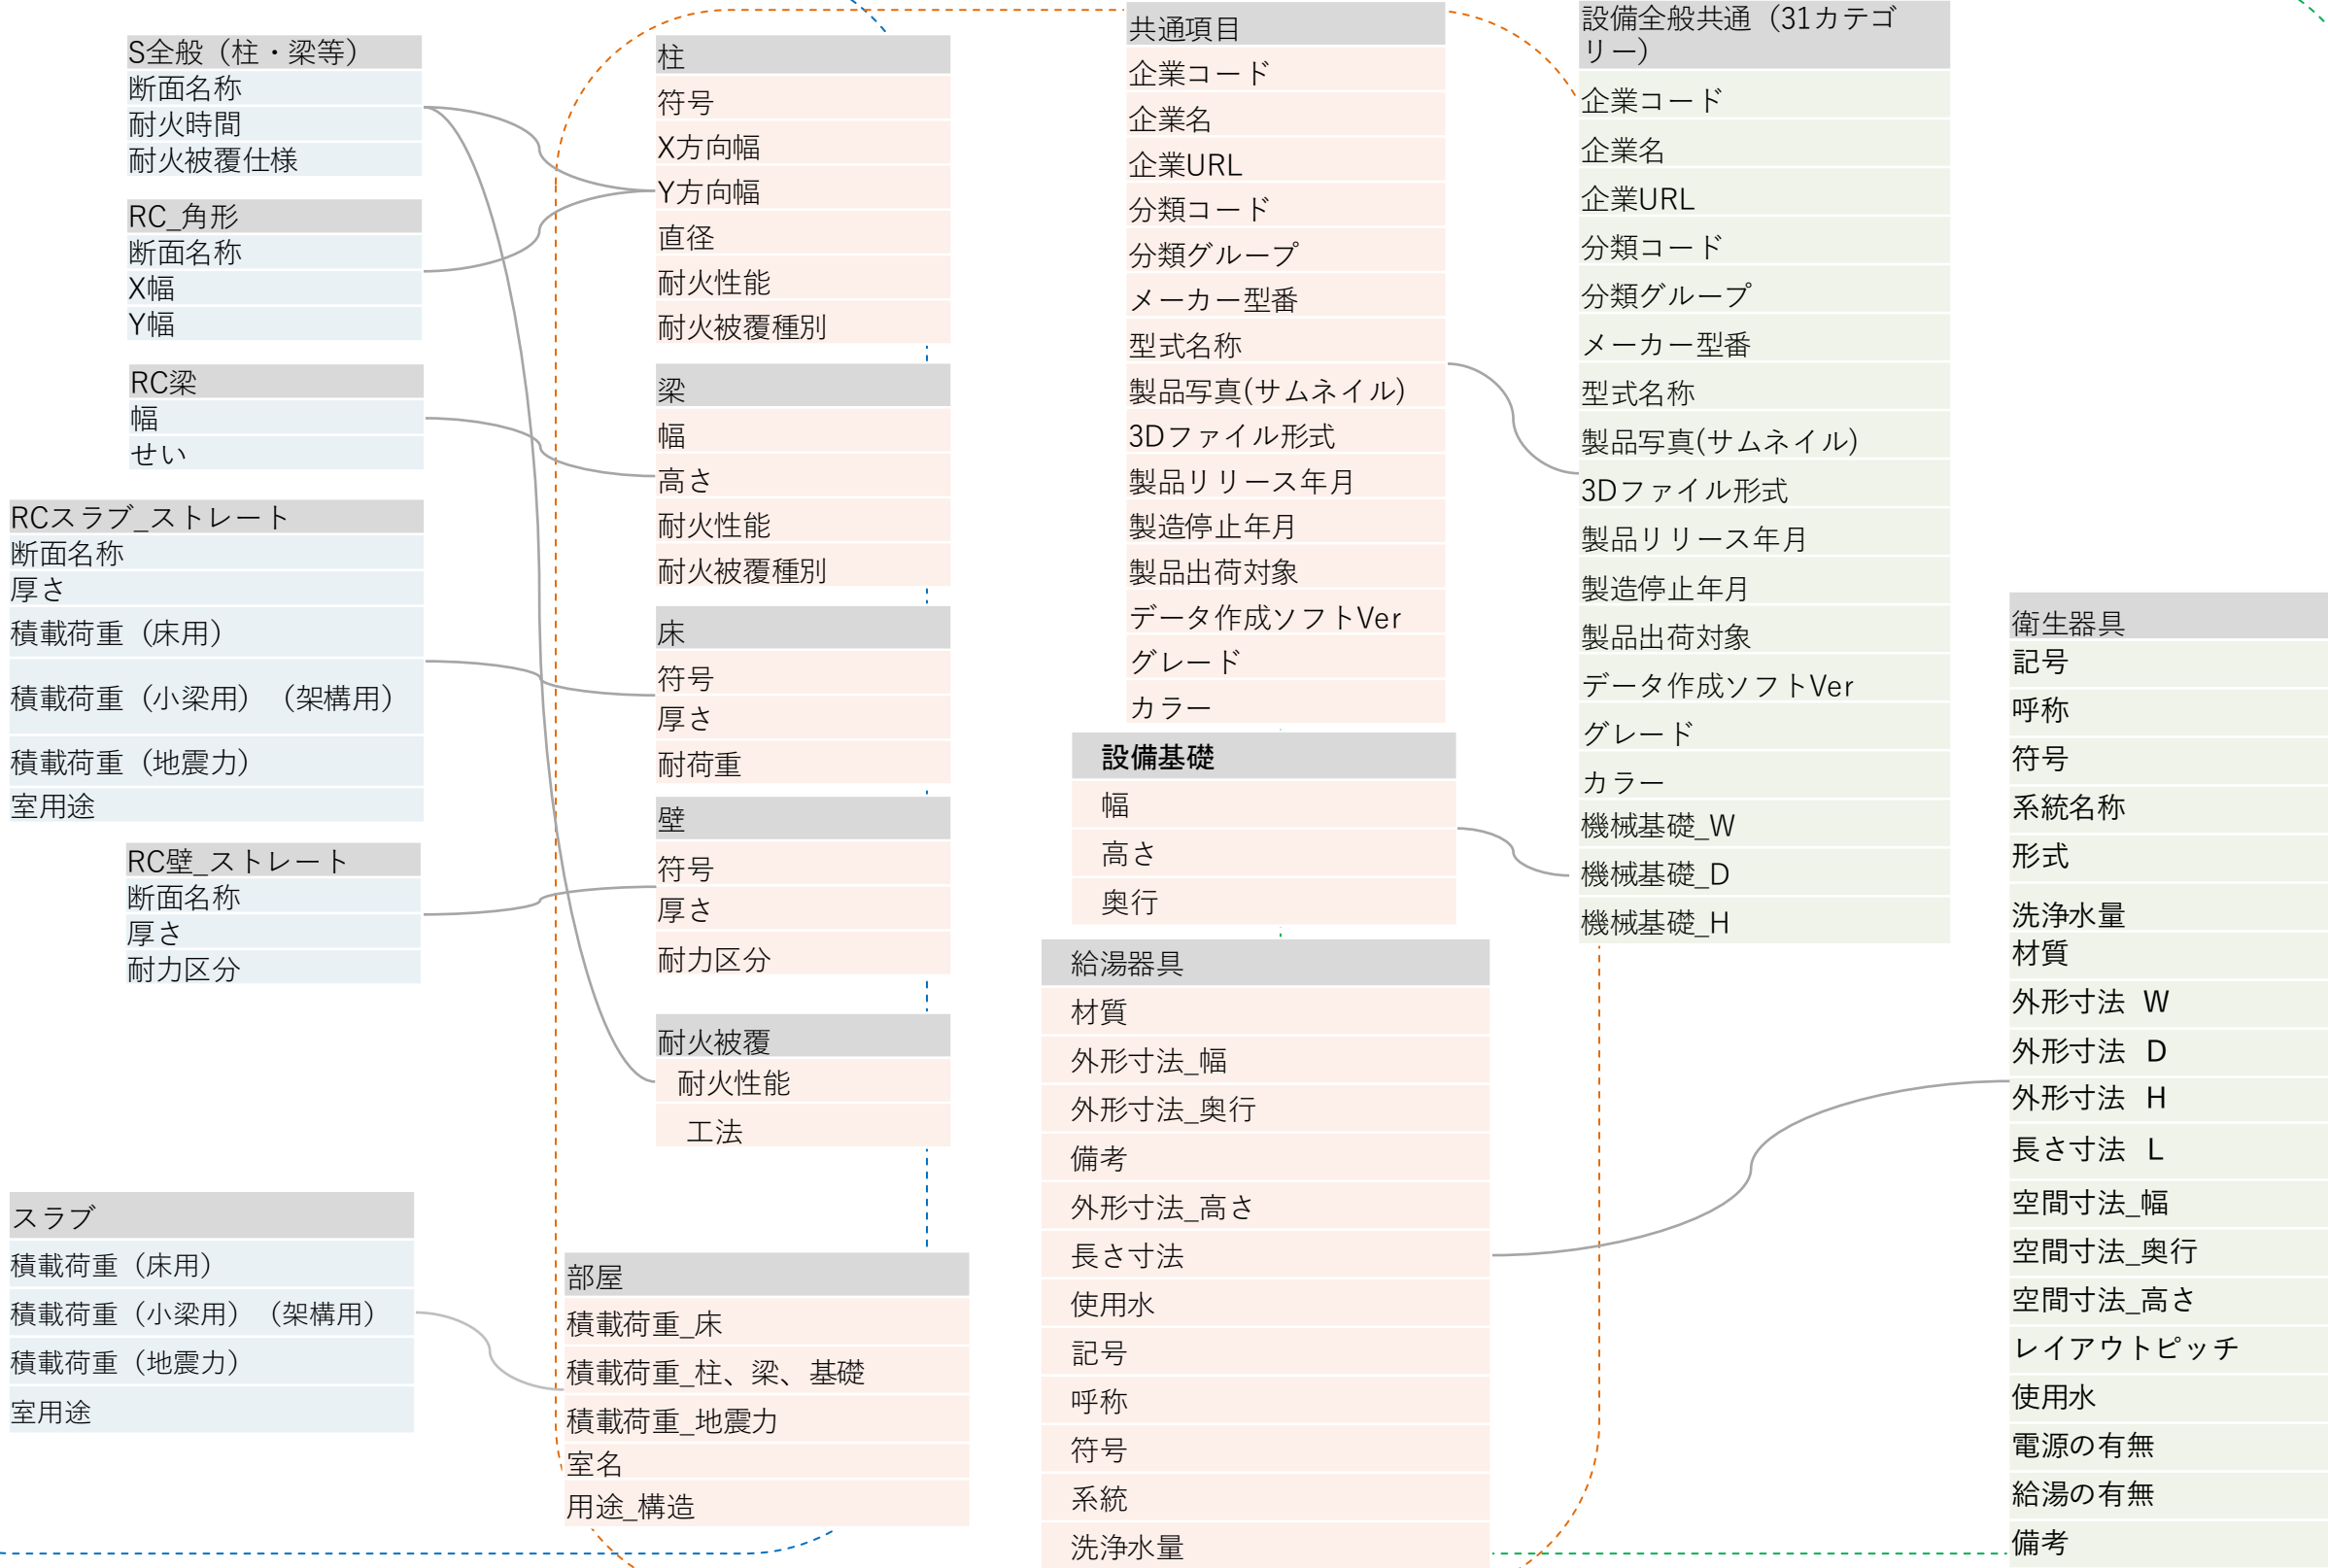 S全般（柱・梁等）
断面名称
耐火時間
耐火被覆仕様
RC_角形
断面名称
X幅
Y幅
RC梁
幅
せい
RCスラブ_ストレート
断面名称
厚さ
積載荷重（床用）
積載荷重（小梁用）（架構用）
積載荷重（地震力）
室用途
RC壁_ストレート
断面名称
厚さ
耐力区分
スラブ
積載荷重（床用）
積載荷重（小梁用）（架構用）
積載荷重（地震力）
室用途
柱
符号
X方向幅
Y方向幅
直径
耐火性能
耐火被覆種別
梁
幅
高さ
耐火性能
耐火被覆種別
床
符号
厚さ
耐荷重
壁
符号
厚さ
耐力区分
耐火被覆
耐火性能
工法
部屋
積載荷重_床
積載荷重_柱、梁、基礎
積載荷重_地震力
室名
用途_構造
共通項目
企業コード
企業名
企業URL
分類コード
分類グループ
メーカー型番
型式名称
製品写真(サムネイル)
3Dファイル形式
製品リリース年月
製造停止年月
製品出荷対象
データ作成ソフトVer
グレード
カラー
設備基礎
幅
高さ
奥行
給湯器具
材質
外形寸法_幅
外形寸法_奥行
備考
外形寸法_高さ
長さ寸法
使用水
記号
呼称
符号
系統
洗浄水量
設備全般共通（31カテゴ
リー）
企業コード
企業名
企業URL
分類コード
分類グループ
メーカー型番
型式名称
製品写真(サムネイル)
3Dファイル形式
製品リリース年月
製造停止年月
製品出荷対象
データ作成ソフトVer
グレード
カラー
機械基礎_W
機械基礎_D
機械基礎_H
衛生器具
記号
呼称
符号
系統名称
形式
洗浄水量
材質
外形寸法 W
外形寸法 D
外形寸法 H
長さ寸法 L
空間寸法_幅
空間寸法_奥行
空間寸法_高さ
レイアウトピッチ
使用水
電源の有無
給湯の有無
備考